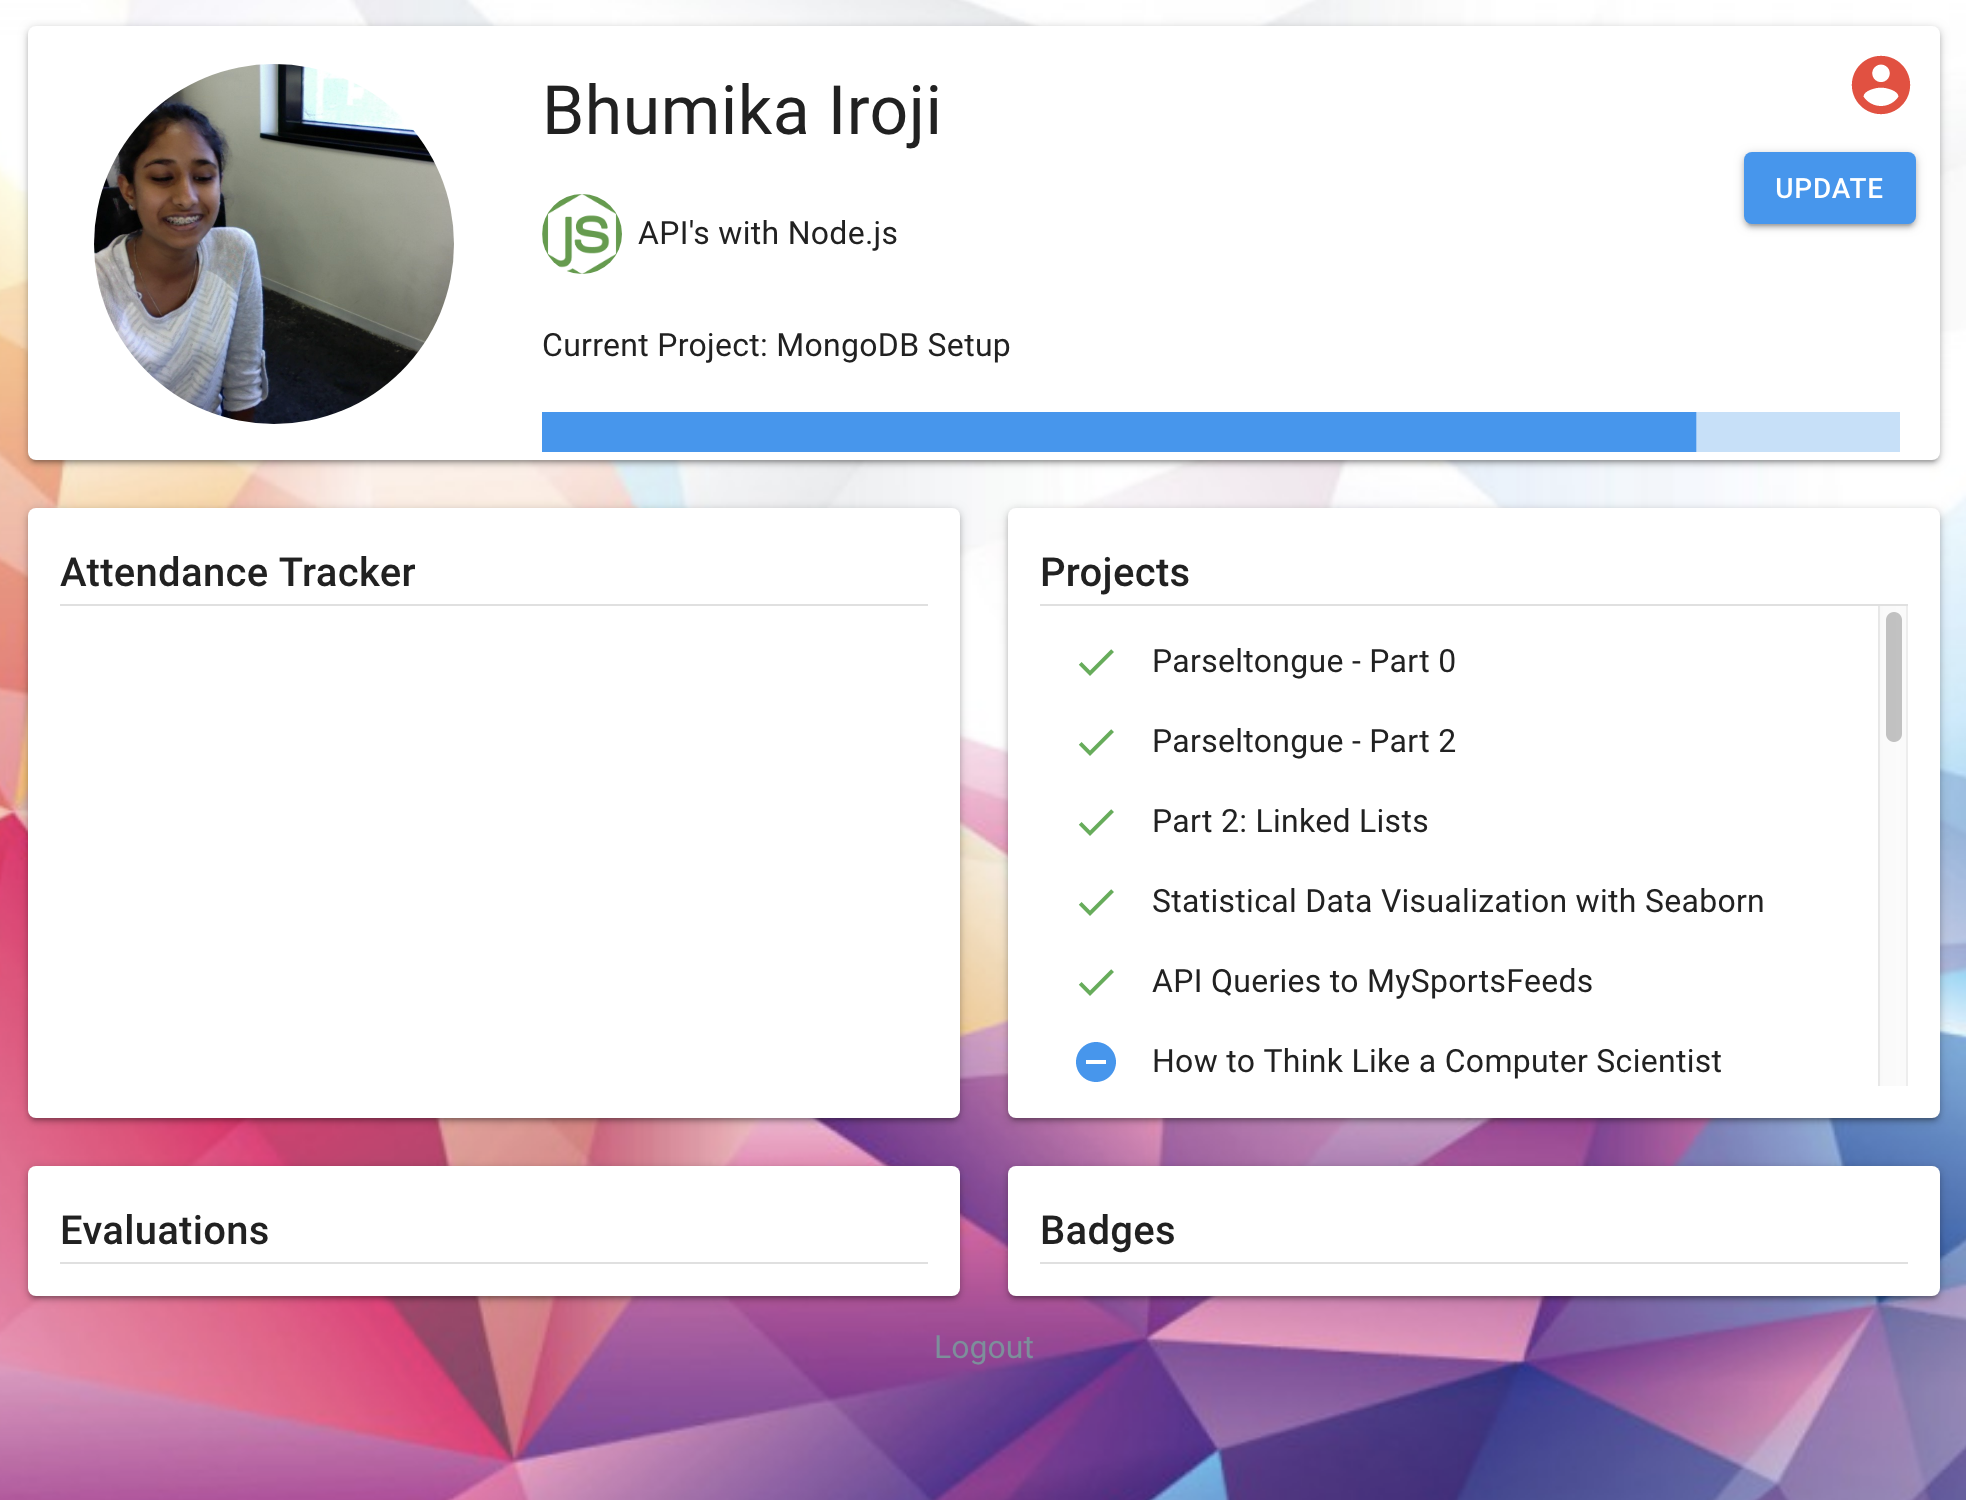 Bhumika Iroji
UPDATE
JS API's with Node.js
Current Project: MongoDB Setup
Attendance Tracker
Projects
Parseltongue - Part 0
Parseltongue - Part 2
Part 2: Linked Lists
Statistical Data Visualization with Seaborn
API Queries to MySportsFeeds
How to Think Like a Computer Scientist
Evaluations
Badges
Logout